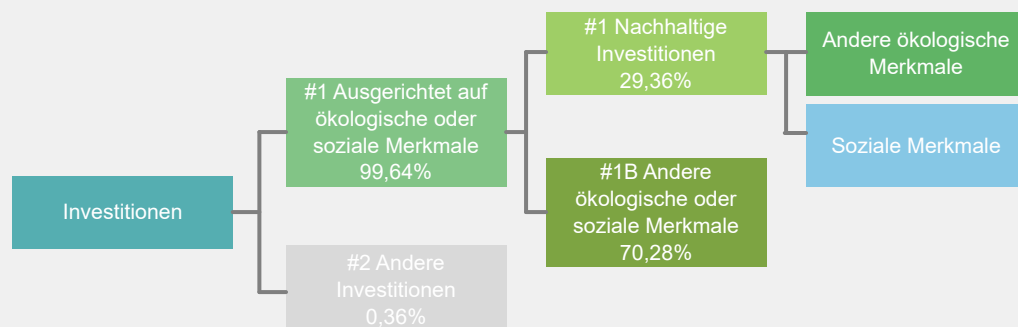 Investitionen
#1 Ausgerichtet auf
ökologische oder
soziale Merkmale
99,64%
#2 Andere
Investitionen
0,36%
#1 Nachhaltige
Investitionen
29,36%
#1B Andere
ökologische oder
soziale Merkmale
70,28%
Andere ökologische
Merkmale
Soziale Merkmale